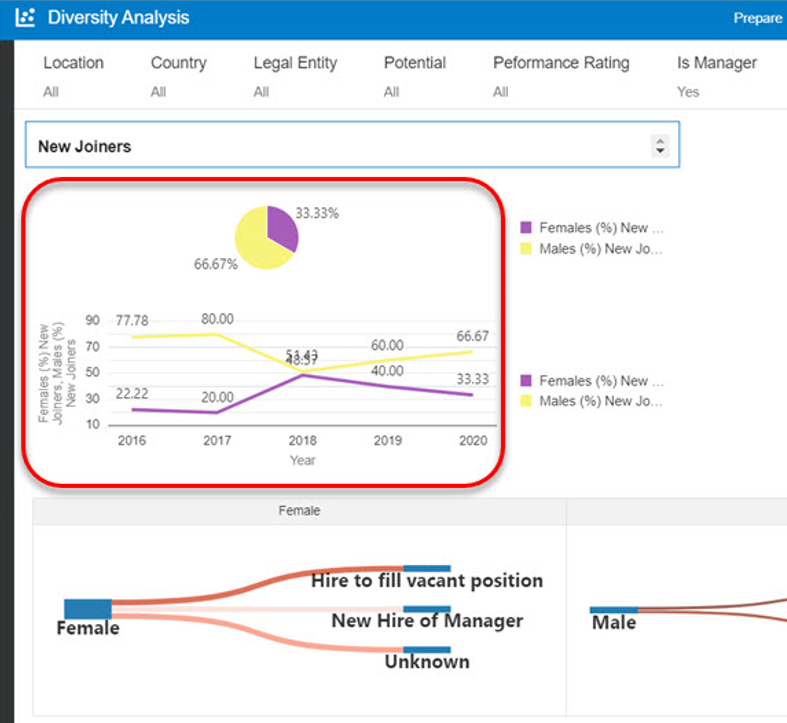 Diversity Analysis
Prepare
Location Country Legal Entity Potential Peformance Rating Is Manager
All All All All All Yes
New Joiners
33.33%
66.67%
Females (%) New ...
Males (%) New Jo...
Females (%) New
Joiners, Males (%)
New Joiners
90
70
50
30
10
77.78 80.00 51.43 60.00 66.67
22.22 20.00 48.57 40.00 33.33
2016 2017 2018 2019 2020
Year
Females (%) New ...
Males (%) New Jo...
Female
Female
Hire to fill vacant position
New Hire of Manager
Unknown
Male